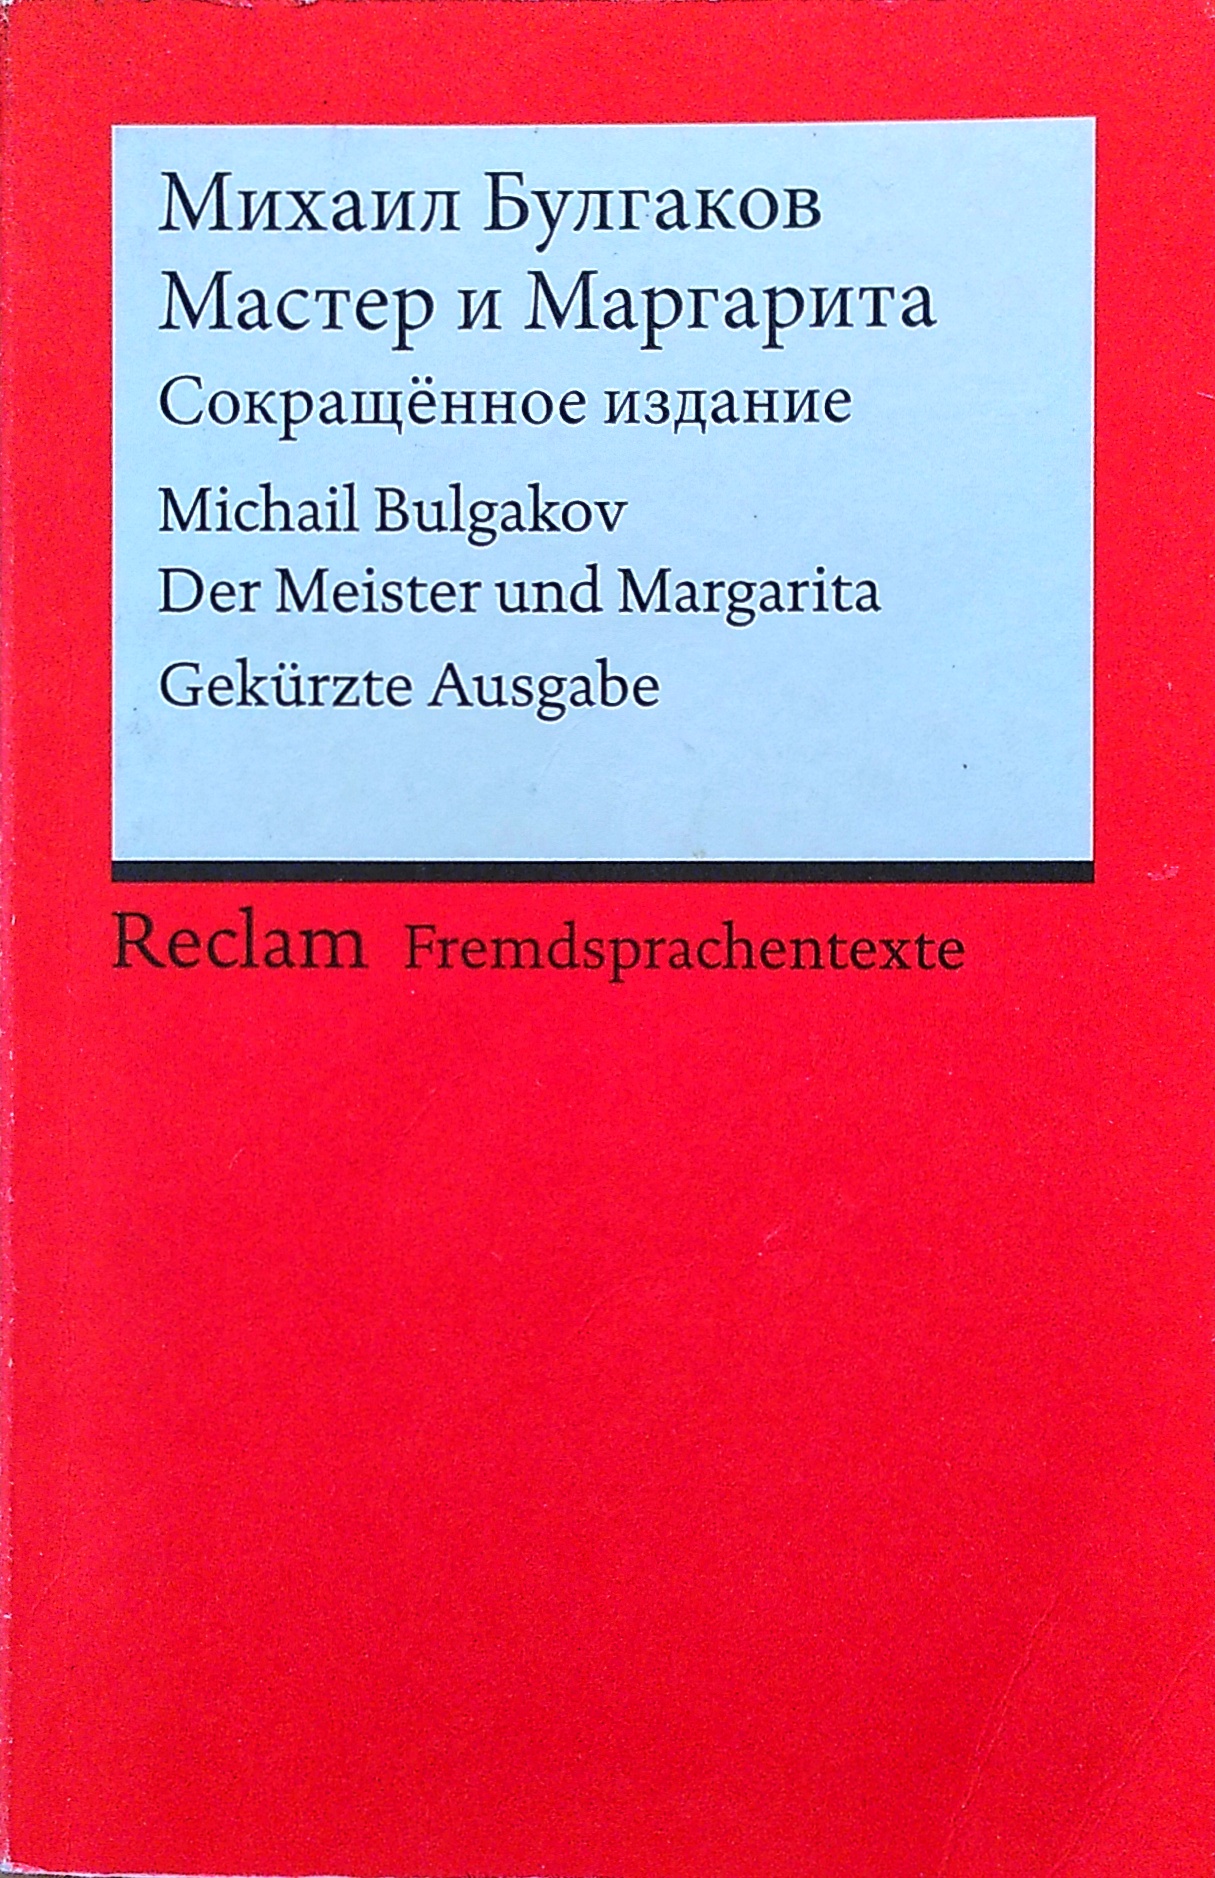 Михаил Булгаков
Мастер и Маргарита
Сокращённое издание
Michail Bulgakov
Der Meister und Margarita
Gekürzte Ausgabe
Reclam Fremdsprachentexte